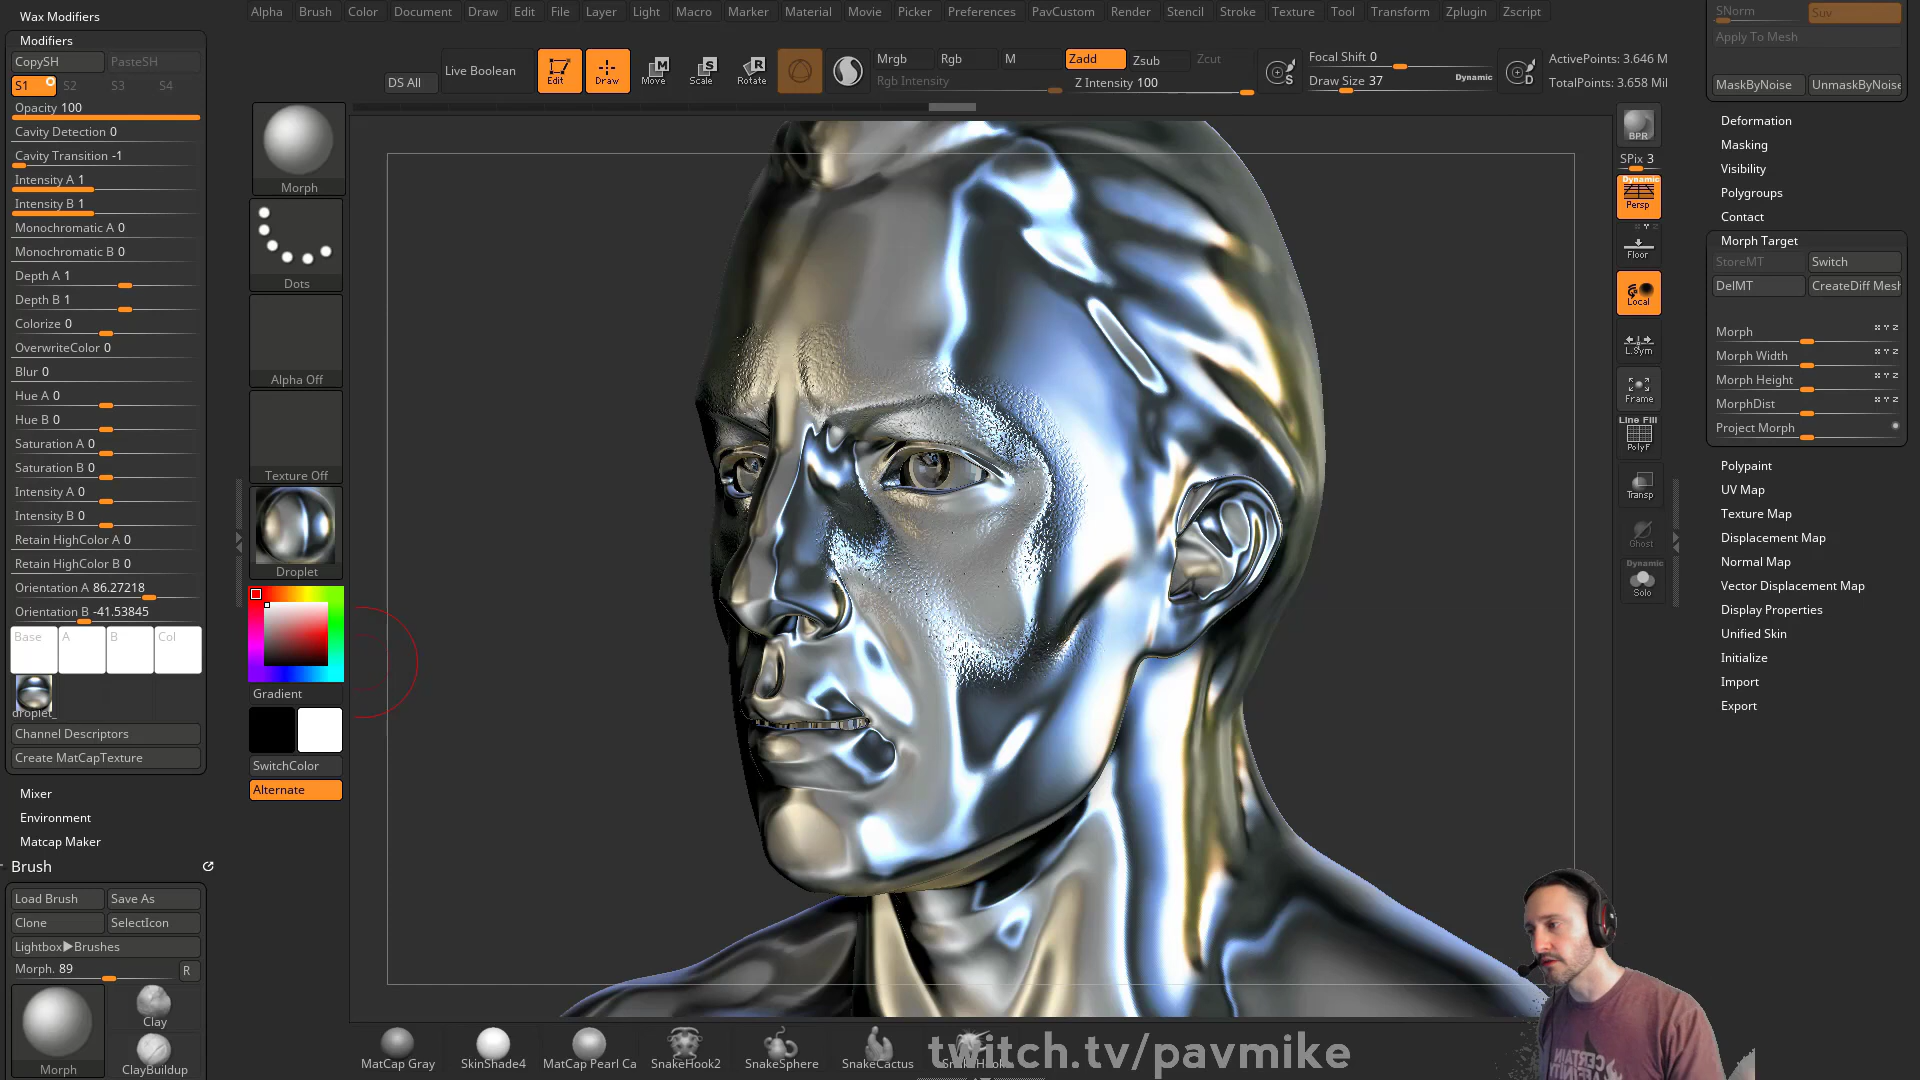 Alpha Brush Color Document Draw Edit File Layer Light Macro Marker Material Movie Picker Preferences PavCustom Render Stencil Stroke Texture Tool Transform Zplugin Zscript
Wax Modifiers
Modifiers
CopySH PasteSH
S1 S2 S3 S4
Opacity 100
Cavity Detection 0
Cavity Transition -1
Intensity A 1
Intensity B 1
Monochromatic A 0
Monochromatic B 0
Depth A 1
Depth B 1
Colorize 0
OverwriteColor 0
Blur 0
Hue A 0
Hue B 0
Saturation A 0
Saturation B 0
Intensity A 0
Intensity B 0
Retain HighColor A 0
Retain HighColor B 0
Orientation A 86.27218
Orientation B -41.53845
Base A B Col
droplet_
Channel Descriptors
Create MatCapTexture
Mixer
Environment
Matcap Maker
Brush
Load Brush Save As
Clone SelectIcon
Lightbox▶Brushes
Morph. 89 R
Clay
Morph ClayBuildup
DS All
Live Boolean
Edit Draw Move Scale Rotate
M S R
Mrgb Rgb M
Rgb Intensity
Zadd Zsub Zcut
Z Intensity 100
S
Focal Shift 0
Draw Size 37 Dynamic
D
ActivePoints: 3.646 M
TotalPoints: 3.658 Mil
Morph
Dots
Alpha Off
Texture Off
Droplet
Gradient
SwitchColor
Alternate
BPR
SPix 3
Dynamic
Persp
Floor
Local
L.Sym
Frame
Line Fill
PolyF
Transp
Ghost
Dynamic
Solo
SNorm Suv
Apply To Mesh
MaskByNoise UnmaskByNoise
Deformation
Masking
Visibility
Polygroups
Contact
Morph Target
StoreMT Switch
DelMT CreateDiff Mesh
Morph X Y Z
Morph Width X Y Z
Morph Height X Y Z
MorphDist X Y Z
Project Morph
Polypaint
UV Map
Texture Map
Displacement Map
Normal Map
Vector Displacement Map
Display Properties
Unified Skin
Initialize
Import
Export
MatCap Gray SkinShade4 MatCap Pearl Ca SnakeHook2 SnakeSphere SnakeCactus
twitch.tv/pavmike